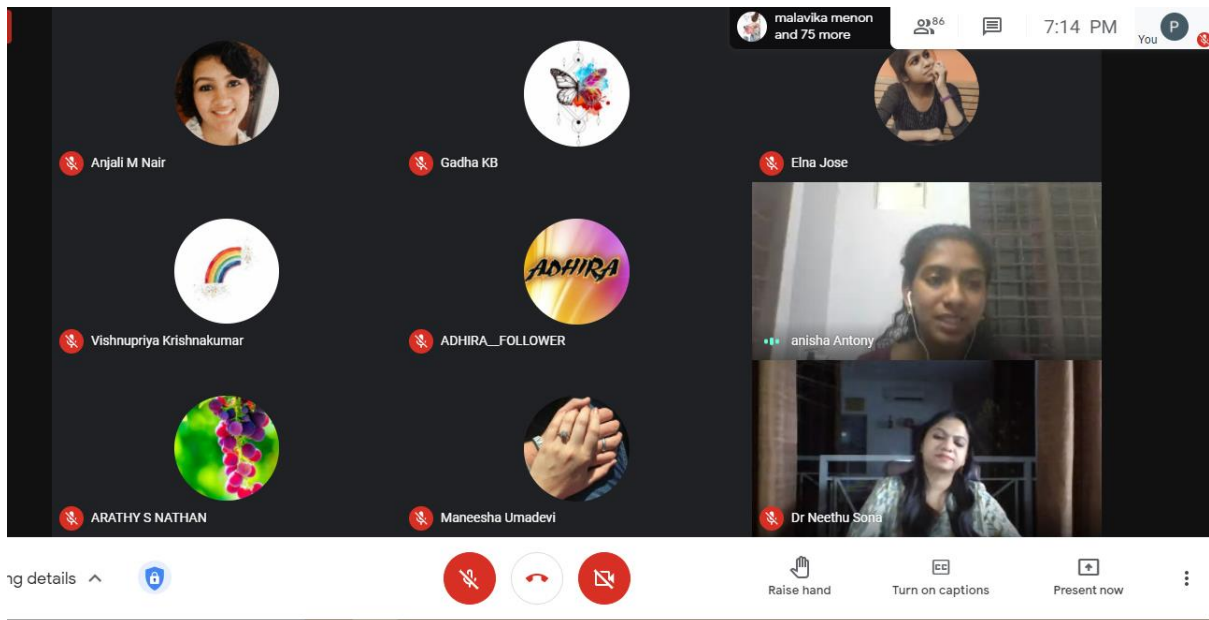 malavika menon
and 75 more
86
7:14 PM
You
P
Anjali M Nair
Gadha KB
Elna Jose
Vishnupriya Krishnakumar
ADHIRA
ADHIRA__FOLLOWER
anisha Antony
ARATHY S NATHAN
Maneesha Umadevi
Dr Neethu Sona
ng details
Raise hand
CC
Turn on captions
Present now